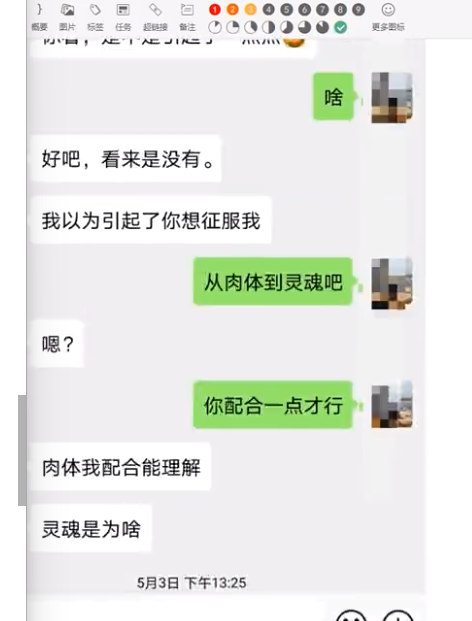 概要 图片 标签 任务 超链接 备注 更多图标
1 2 3 4 5 6 7 8 9
啥
好吧，看来是没有。
我以为引起了你想征服我
从肉体到灵魂吧
嗯？
你配合一点才行
肉体我配合能理解
灵魂是为啥
5月3日 下午13:25